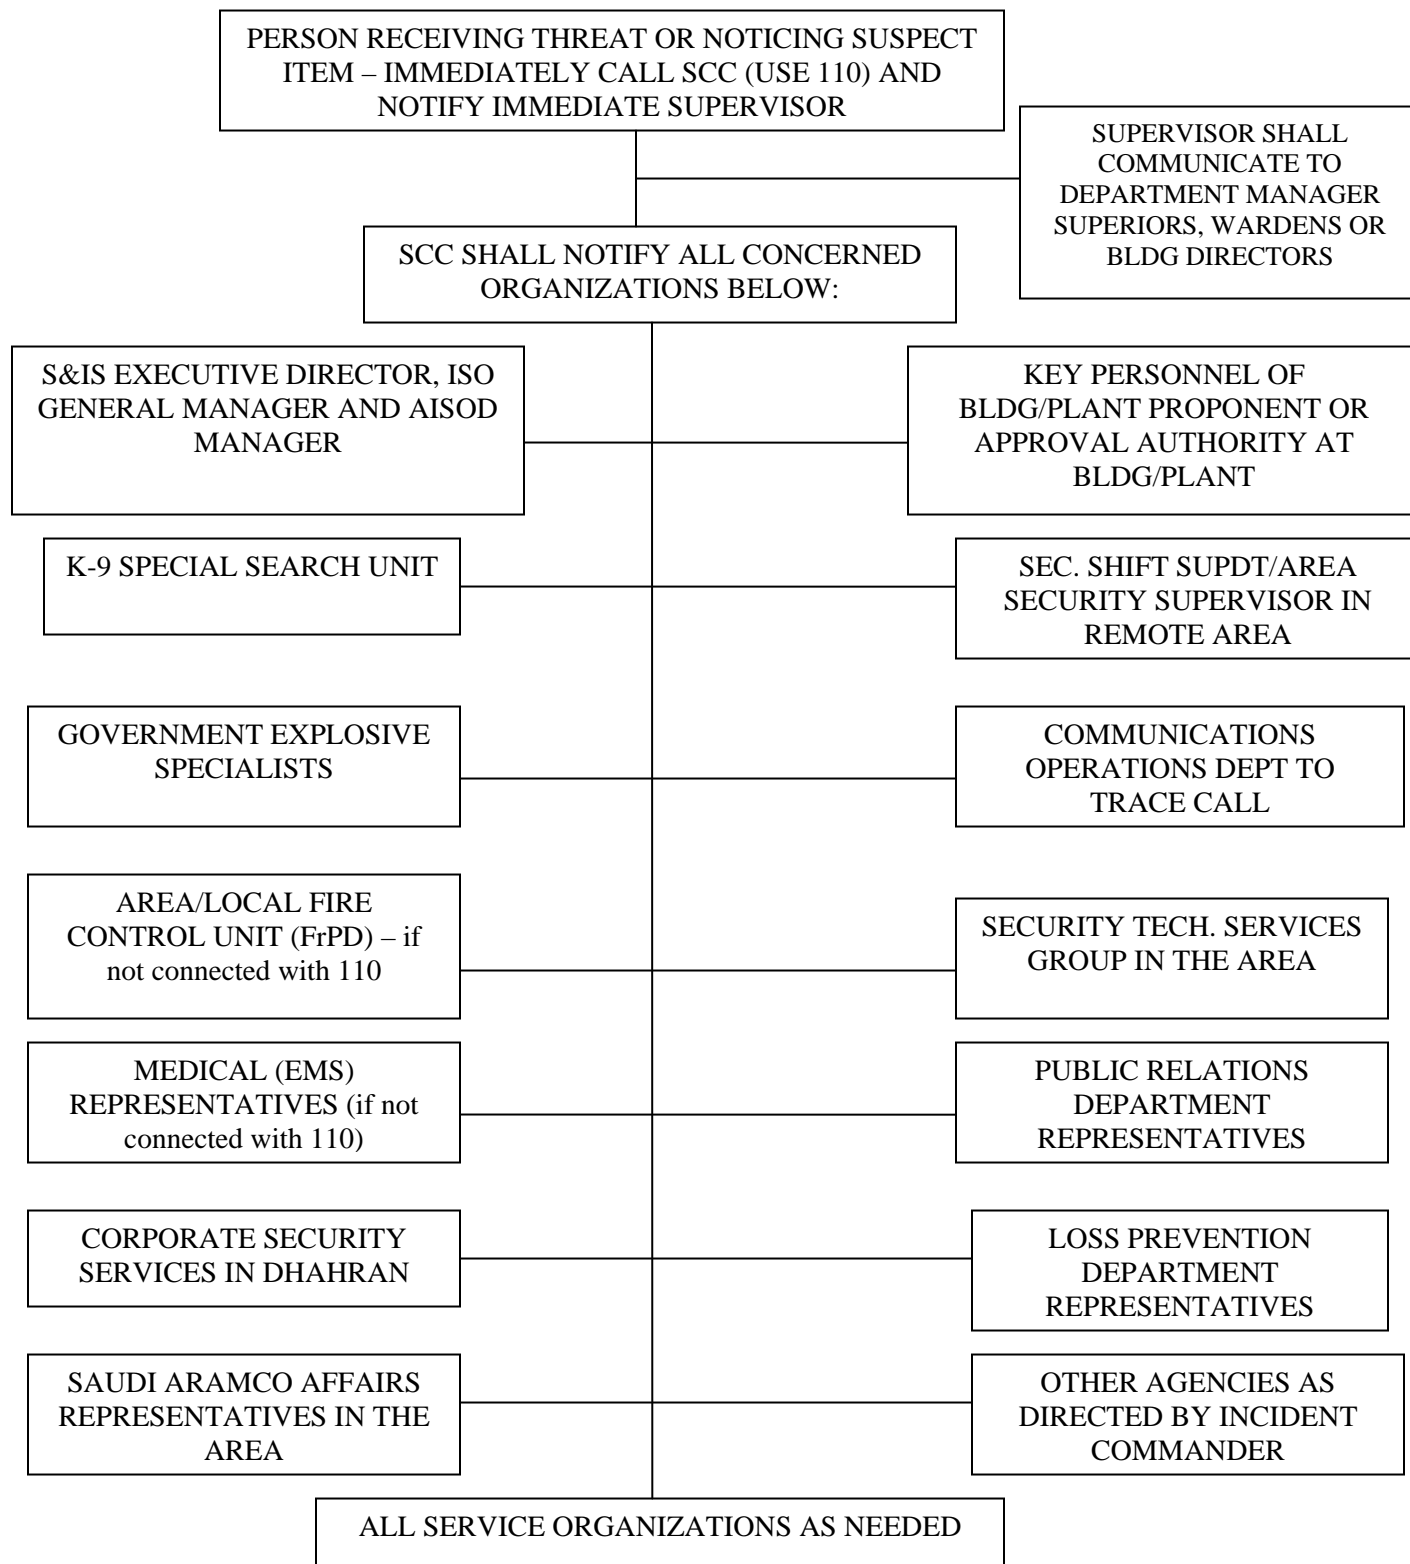 PERSON RECEIVING THREAT OR NOTICING SUSPECT
ITEM – IMMEDIATELY CALL SCC (USE 110) AND
NOTIFY IMMEDIATE SUPERVISOR
SUPERVISOR SHALL
COMMUNICATE TO
DEPARTMENT MANAGER
SUPERIORS, WARDENS OR
BLDG DIRECTORS
SCC SHALL NOTIFY ALL CONCERNED
ORGANIZATIONS BELOW:
S&IS EXECUTIVE DIRECTOR, ISO
GENERAL MANAGER AND AISOD
MANAGER
KEY PERSONNEL OF
BLDG/PLANT PROPONENT OR
APPROVAL AUTHORITY AT
BLDG/PLANT
K-9 SPECIAL SEARCH UNIT
SEC. SHIFT SUPDT/AREA
SECURITY SUPERVISOR IN
REMOTE AREA
GOVERNMENT EXPLOSIVE
SPECIALISTS
COMMUNICATIONS
OPERATIONS DEPT TO
TRACE CALL
AREA/LOCAL FIRE
CONTROL UNIT (FrPD) – if
not connected with 110
SECURITY TECH. SERVICES
GROUP IN THE AREA
MEDICAL (EMS)
REPRESENTATIVES (if not
connected with 110)
PUBLIC RELATIONS
DEPARTMENT
REPRESENTATIVES
CORPORATE SECURITY
SERVICES IN DHAHRAN
LOSS PREVENTION
DEPARTMENT
REPRESENTATIVES
SAUDI ARAMCO AFFAIRS
REPRESENTATIVES IN THE
AREA
OTHER AGENCIES AS
DIRECTED BY INCIDENT
COMMANDER
ALL SERVICE ORGANIZATIONS AS NEEDED